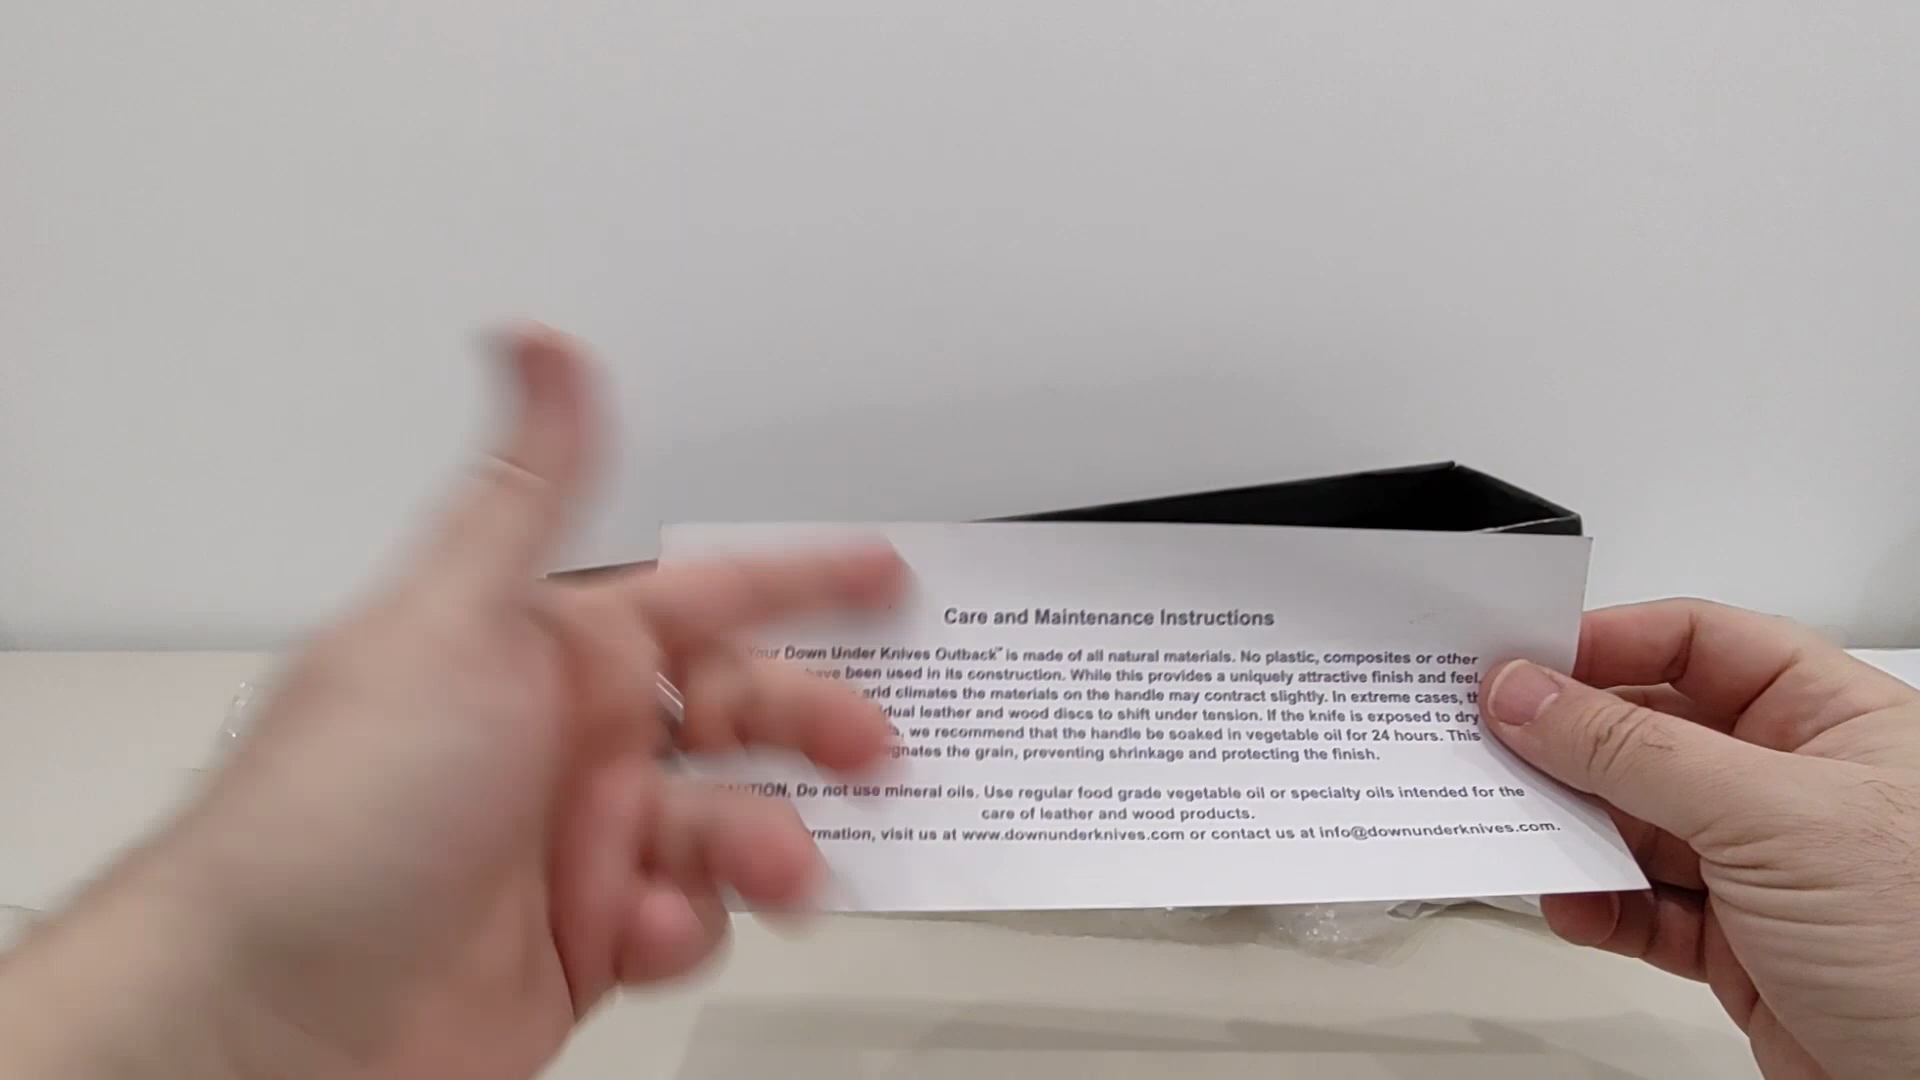 Care and Maintenance Instructions
Your Down Under Knives Outback™ is made of all natural materials. No plastic, composites or other
have been used in its construction. While this provides a uniquely attractive finish and feel,
arid climates the materials on the handle may contract slightly. In extreme cases,
leather and wood discs to shift under tension. If the knife is exposed to dry
we recommend that the handle be soaked in vegetable oil for 24 hours. This
the grain, preventing shrinkage and protecting the finish.
Do not use mineral oils. Use regular food grade vegetable oil or specialty oils intended for the
care of leather and wood products.
visit us at www.downunderknives.com or contact us at info@downunderknives.com.